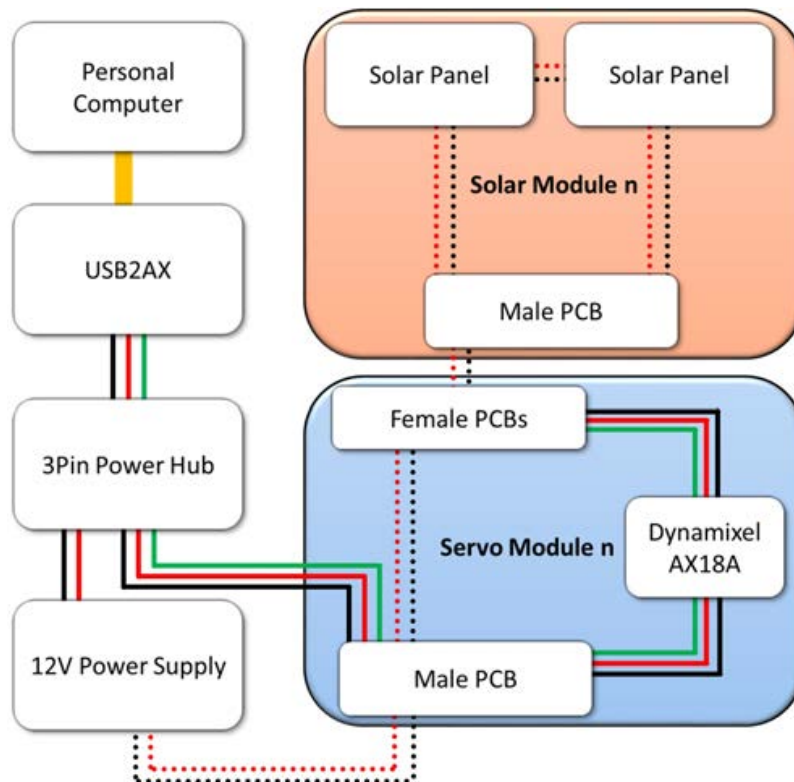 Personal
Computer
USB2AX
3Pin Power Hub
12V Power Supply
Solar Panel
Solar Panel
Solar Module n
Male PCB
Female PCBs
Servo Module n
Dynamixel
AX18A
Male PCB